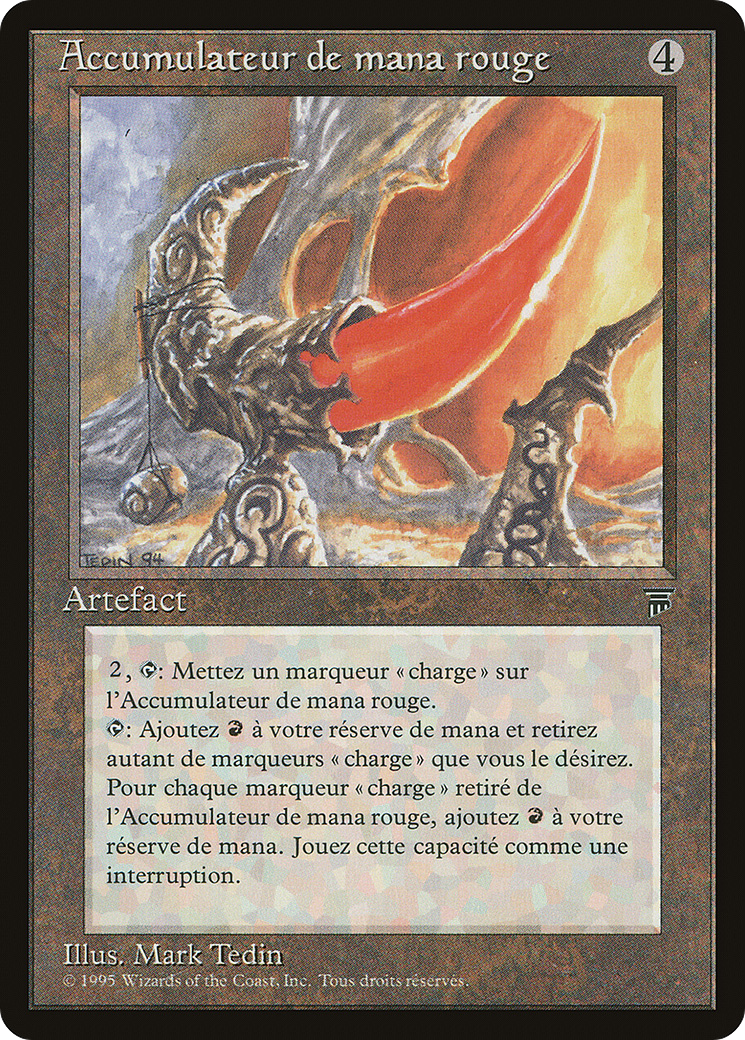 Accumulateur de mana rouge 4
TEDIN 94
Artefact
2, : Mettez un marqueur «charge» sur
l'Accumulateur de mana rouge.
: Ajoutez à votre réserve de mana et retirez
autant de marqueurs «charge» que vous le désirez.
Pour chaque marqueur «charge» retiré de
l'Accumulateur de mana rouge, ajoutez à votre
réserve de mana. Jouez cette capacité comme une
interruption.
Illus. Mark Tedin
© 1995 Wizards of the Coast, Inc. Tous droits réservés.